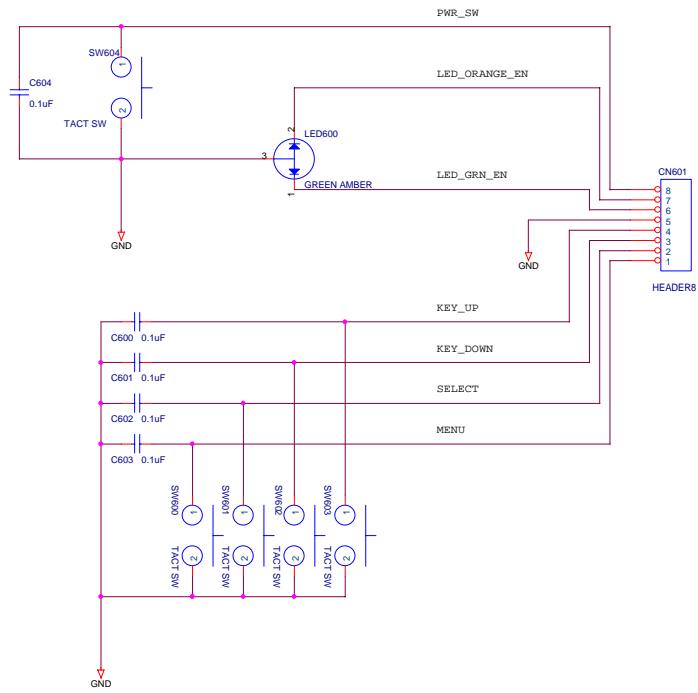 PWR_SW
SW604
1
C604
0.1uF
2
TACT SW
LED_ORANGE_EN
2
LED600
3
GREEN AMBER
1
LED_GRN_EN
CN601
8
7
6
5
4
3
2
1
HEADER8
GND
GND
KEY_UP
C600 0.1uF
KEY_DOWN
C601 0.1uF
SELECT
C602 0.1uF
MENU
C603 0.1uF
SW600
SW601
SW602
SW603
1
1
1
1
2
2
2
2
TACT SW
TACT SW
TACT SW
TACT SW
GND